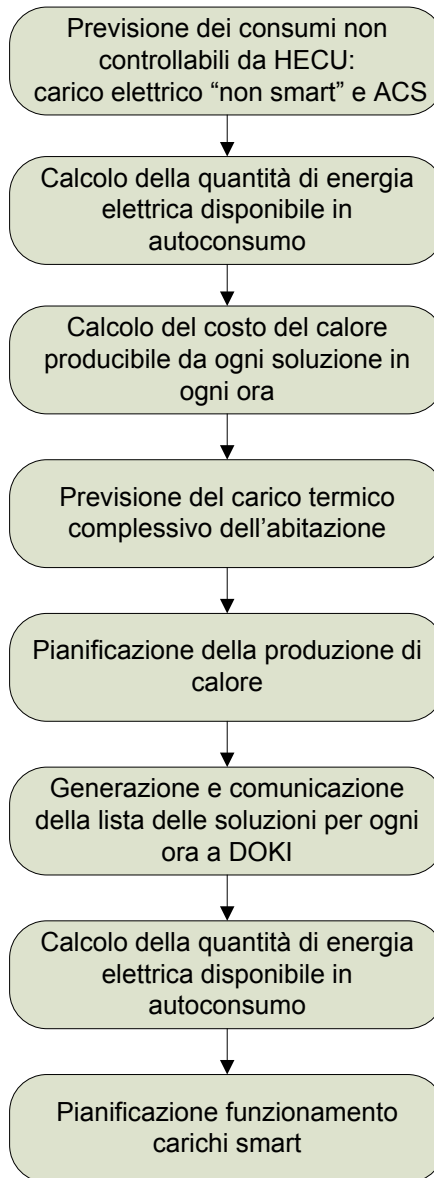 Previsione dei consumi non
controllabili da HECU:
carico elettrico “non smart” e ACS
Calcolo della quantità di energia
elettrica disponibile in
autoconsumo
Calcolo del costo del calore
producibile da ogni soluzione in
ogni ora
Previsione del carico termico
complessivo dell’abitazione
Pianificazione della produzione di
calore
Generazione e comunicazione
della lista delle soluzioni per ogni
ora a DOKI
Calcolo della quantità di energia
elettrica disponibile in
autoconsumo
Pianificazione funzionamento
carichi smart